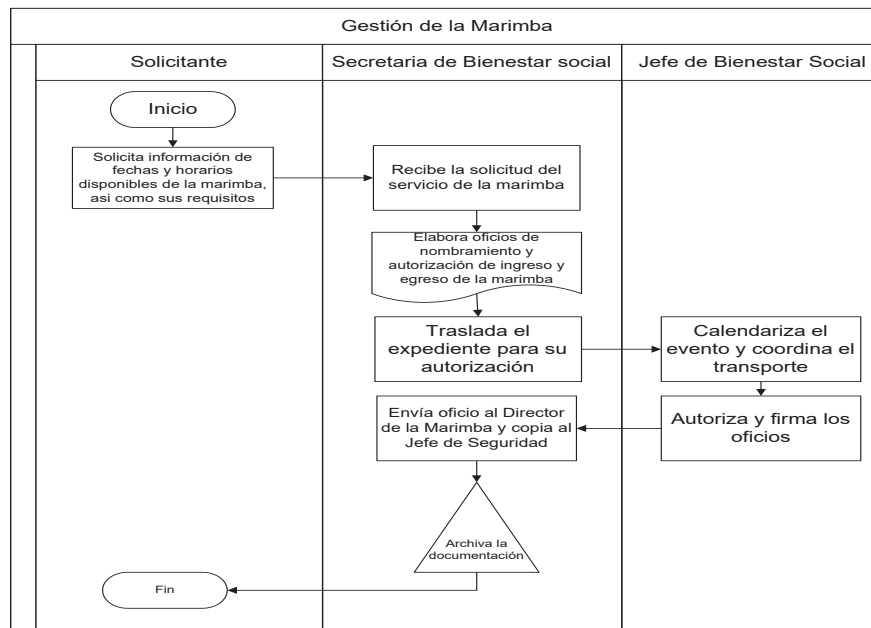 Gestión de la Marimba
Solicitante
Secretaria de Bienestar social
Jefe de Bienestar Social
Inicio
Solicita información de
fechas y horarios
disponibles de la marimba,
asi como sus requisitos
Recibe la solicitud del
servicio de la marimba
Elabora oficios de
nombramiento y
autorización de ingreso y
egreso de la marimba
Traslada el
expediente para su
autorización
Calendariza el
evento y coordina el
transporte
Autoriza y firma los
oficios
Envía oficio al Director
de la Marimba y copia al
Jefe de Seguridad
Archiva la
documentación
Fin